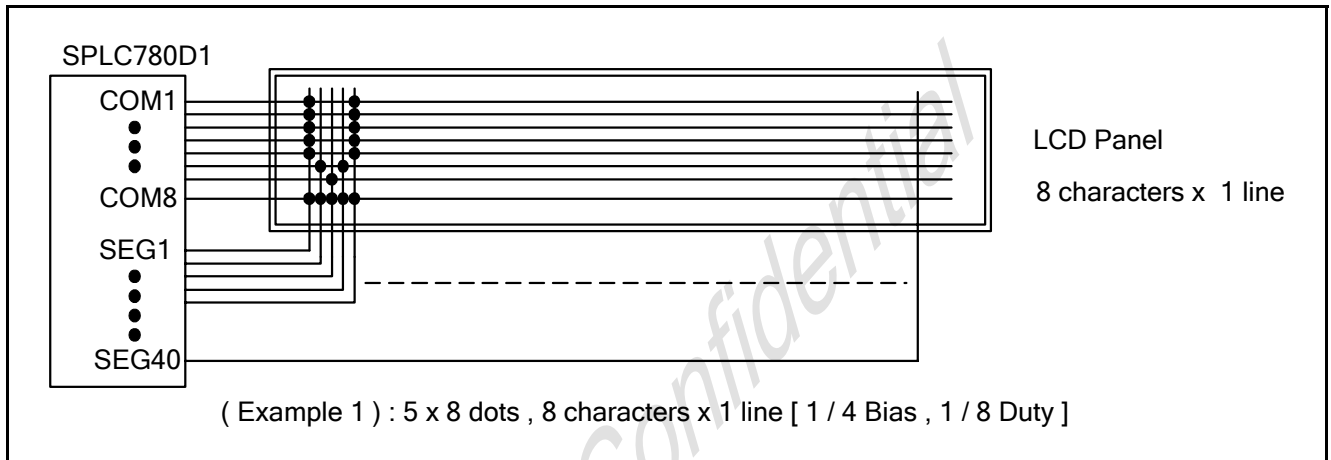 SPLC780D1
COM1
COM8
SEG1
SEG40
LCD Panel
8 characters x 1 line
( Example 1 ) : 5 x 8 dots , 8 characters x 1 line [ 1 / 4 Bias , 1 / 8 Duty ]
Confidential